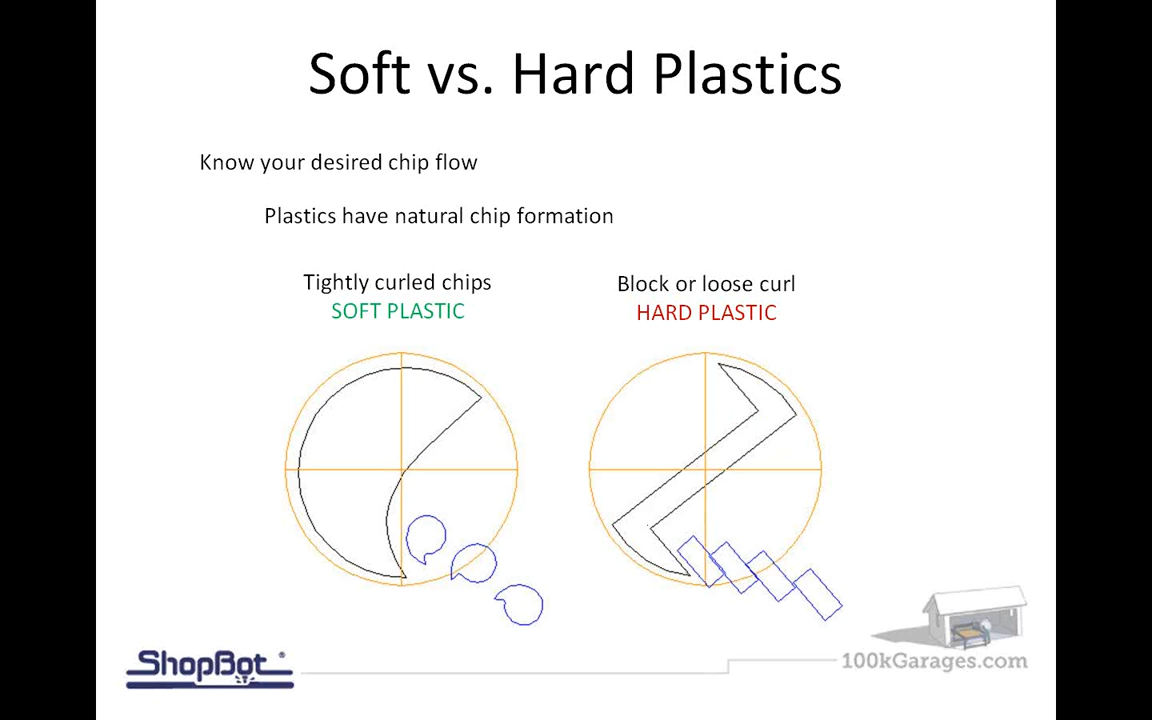 Soft vs. Hard Plastics
Know your desired chip flow
Plastics have natural chip formation
Tightly curled chips
SOFT PLASTIC
Block or loose curl
HARD PLASTIC
ShopBot®
100kGarages.com